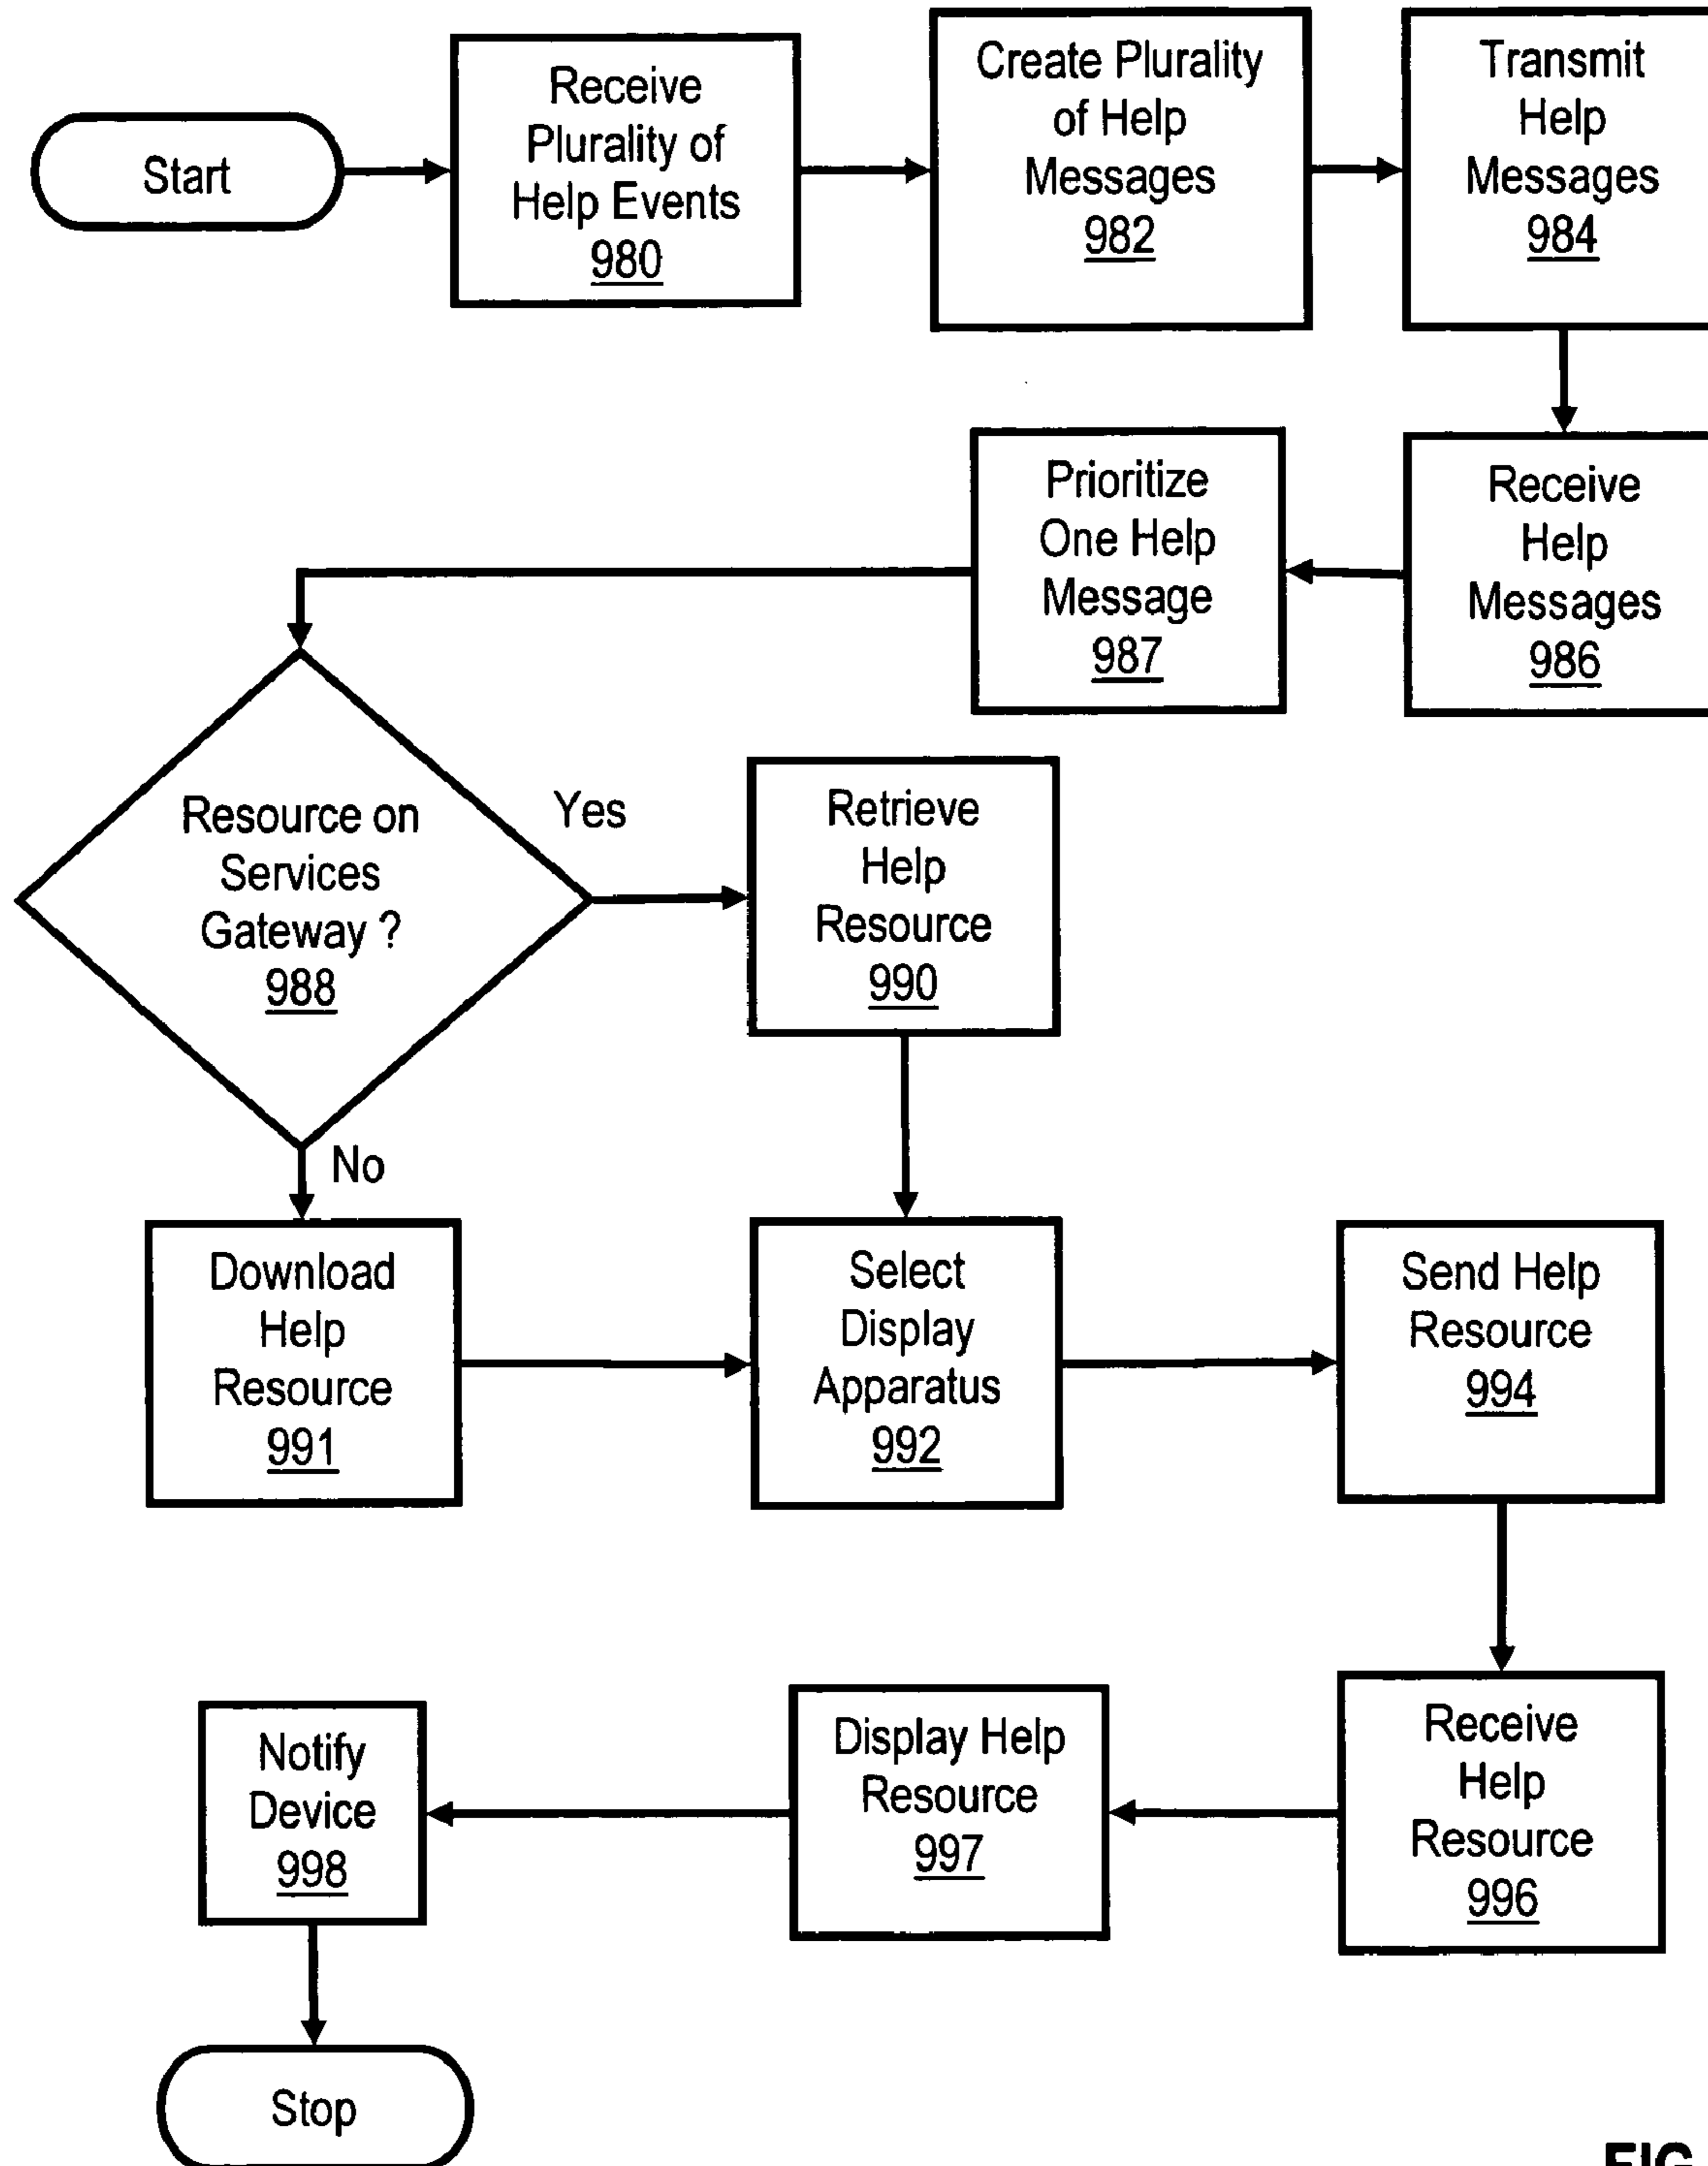 Start
Receive
Plurality of
Help Events
980
Create Plurality
of Help
Messages
982
Transmit
Help
Messages
984
Receive
Help
Messages
986
Prioritize
One Help
Message
987
Resource on
Services
Gateway ?
988
Yes
No
Retrieve
Help
Resource
990
Download
Help
Resource
991
Select
Display
Apparatus
992
Send Help
Resource
994
Receive
Help
Resource
996
Display Help
Resource
997
Notify
Device
998
Stop
FIG